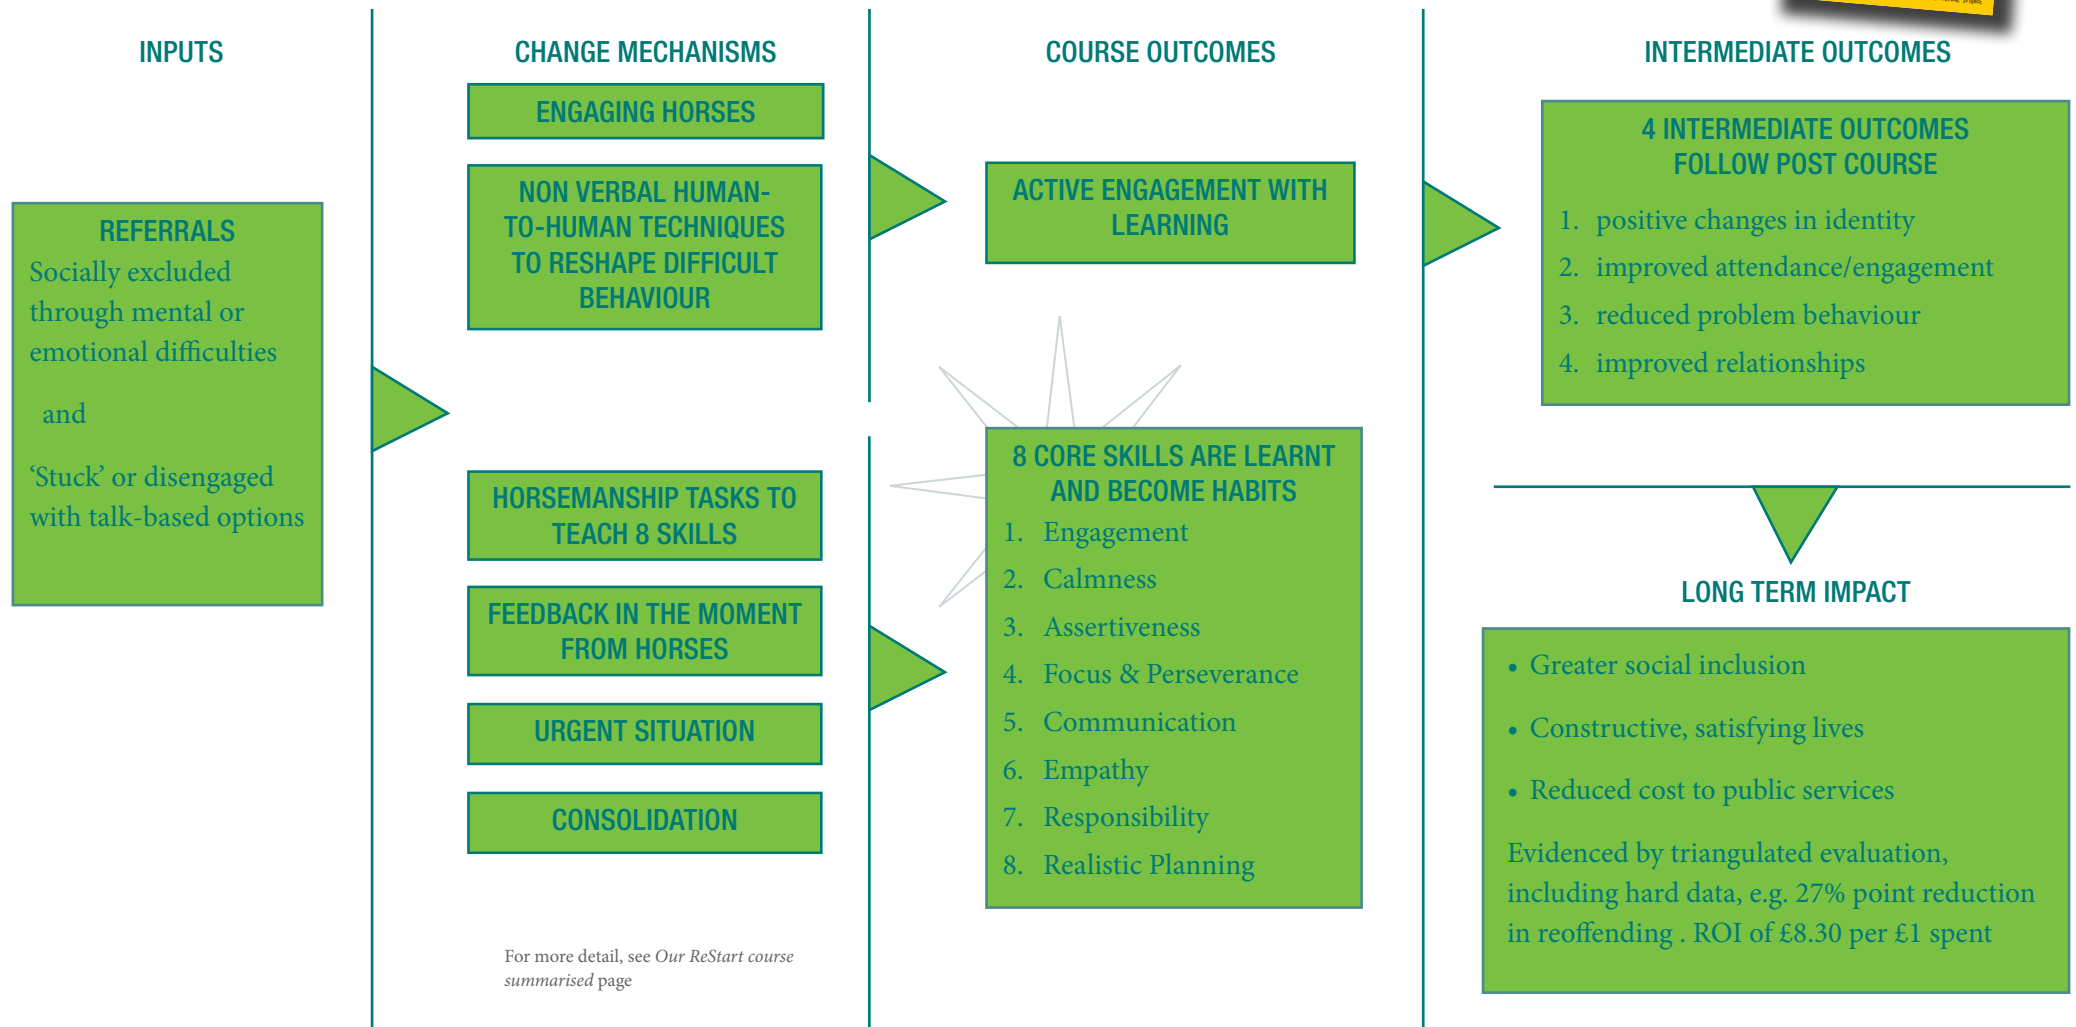 INPUTS
REFERRALS
Socially excluded
through mental or
emotional difficulties
and
‘Stuck’ or disengaged
with talk-based options
CHANGE MECHANISMS
ENGAGING HORSES
NON VERBAL HUMAN-
TO-HUMAN TECHNIQUES
TO RESHAPE DIFFICULT
BEHAVIOUR
HORSEMANSHIP TASKS TO
TEACH 8 SKILLS
FEEDBACK IN THE MOMENT
FROM HORSES
URGENT SITUATION
CONSOLIDATION
For more detail, see Our ReStart course
summarised page
COURSE OUTCOMES
ACTIVE ENGAGEMENT WITH
LEARNING
8 CORE SKILLS ARE LEARNT
AND BECOME HABITS
1. Engagement
2. Calmness
3. Assertiveness
4. Focus & Perseverance
5. Communication
6. Empathy
7. Responsibility
8. Realistic Planning
INTERMEDIATE OUTCOMES
4 INTERMEDIATE OUTCOMES
FOLLOW POST COURSE
1. positive changes in identity
2. improved attendance/engagement
3. reduced problem behaviour
4. improved relationships
LONG TERM IMPACT
• Greater social inclusion
• Constructive, satisfying lives
• Reduced cost to public services
Evidenced by triangulated evaluation,
including hard data, e.g. 27% point reduction
in reoffending . ROI of £8.30 per £1 spent